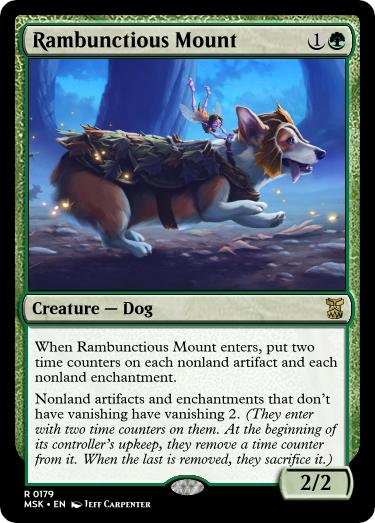 Rambunctious Mount 1
Creature — Dog
When Rambunctious Mount enters, put two
time counters on each nonland artifact and each
nonland enchantment.
Nonland artifacts and enchantments that don't
have vanishing have vanishing 2. (They enter
with two time counters on them. At the beginning
of its controller's upkeep, they remove a time counter
from it. When the last is removed, they sacrifice it.)
2/2
R 0179
MSK • EN Jeff Carpenter